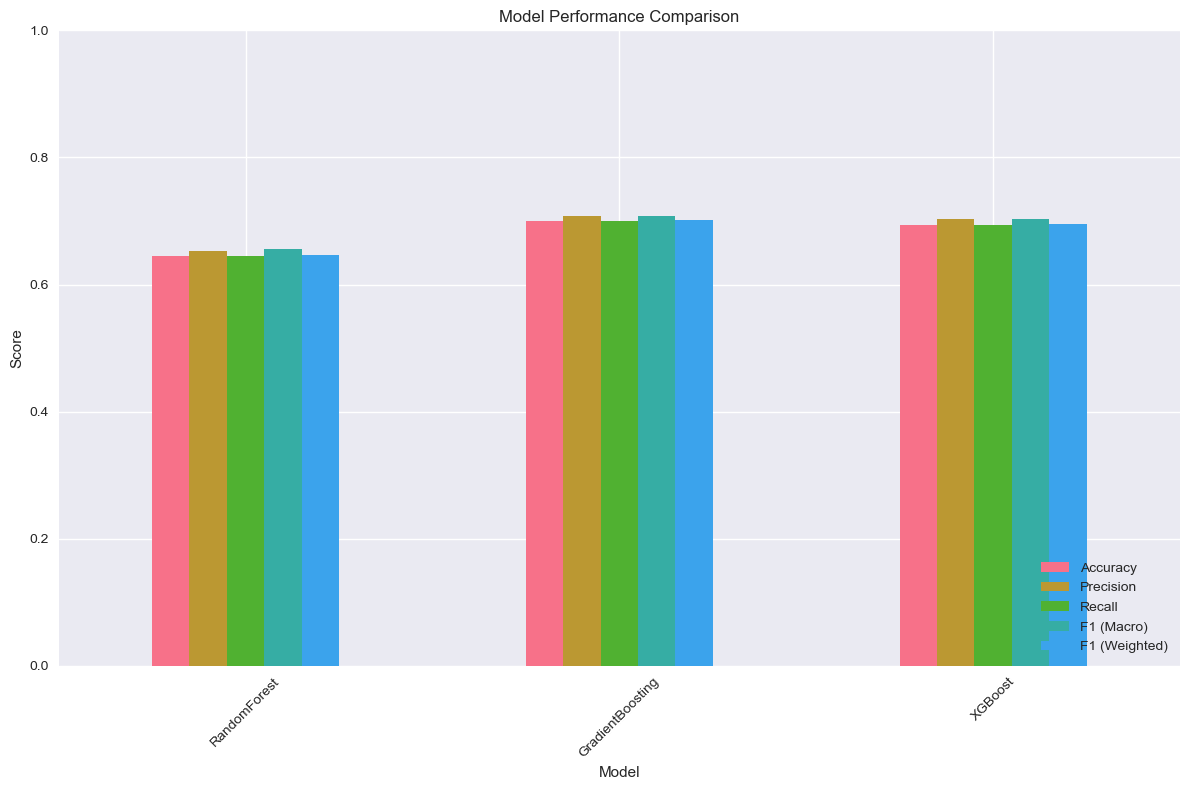 Model Performance Comparison
1.0
0.8
0.6
0.4
0.2
0.0
Score
Accuracy
Precision
Recall
F1 (Macro)
F1 (Weighted)
RandomForest
GradientBoosting
XGBoost
Model